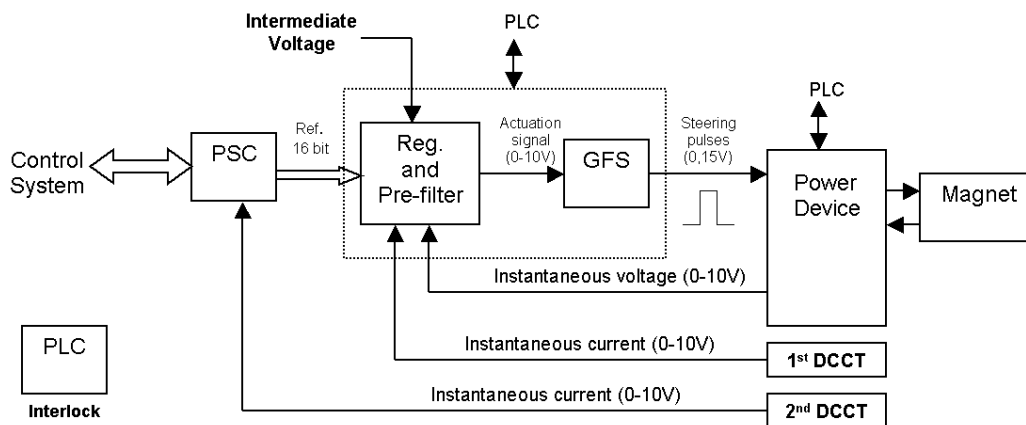 Intermediate
Voltage
PLC
PLC
Control
System
PSC
Ref.
16 bit
Reg.
and
Pre-filter
Actuation
signal
(0-10V)
GFS
Steering
pulses
(0,15V)
Power
Device
Magnet
Instantaneous voltage (0-10V)
Instantaneous current (0-10V)
1st DCCT
Instantaneous current (0-10V)
2nd DCCT
PLC
Interlock